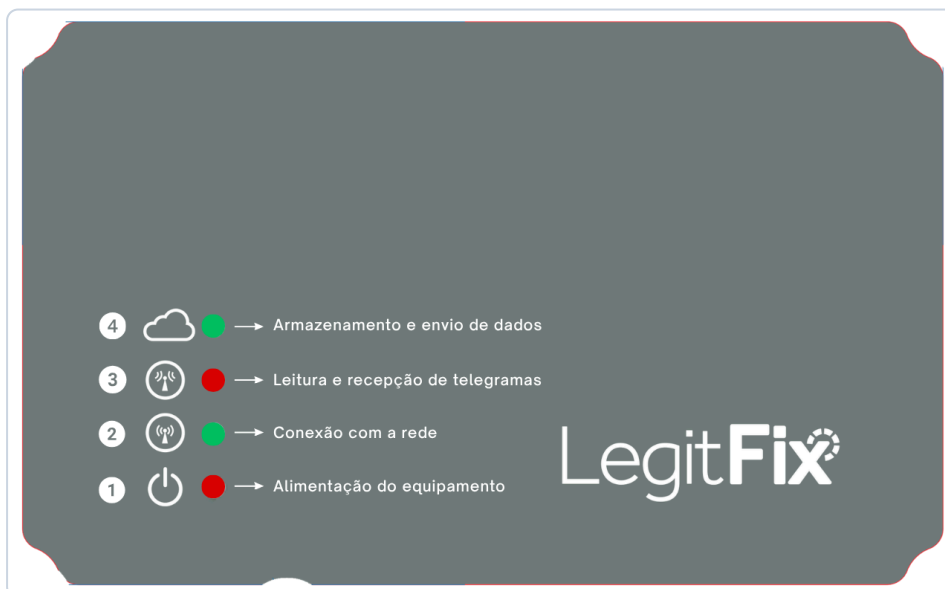 4 Armazenamento e envio de dados
3 Leitura e recepção de telegramas
2 Conexão com a rede
1 Alimentação do equipamento
LegitFix